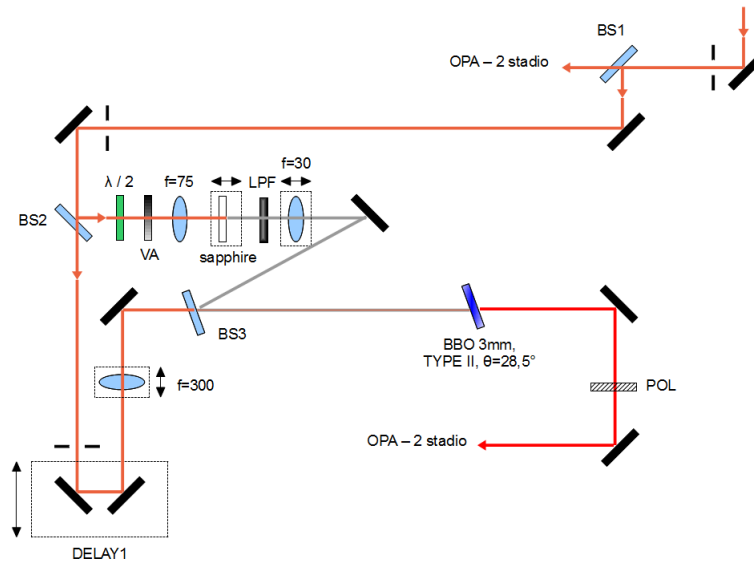 BS1
OPA – 2 stadio
λ / 2
f=75
LPF
f=30
BS2
VA
sapphire
BS3
BBO 3mm,
TYPE II, θ=28,5°
f=300
POL
OPA – 2 stadio
DELAY1